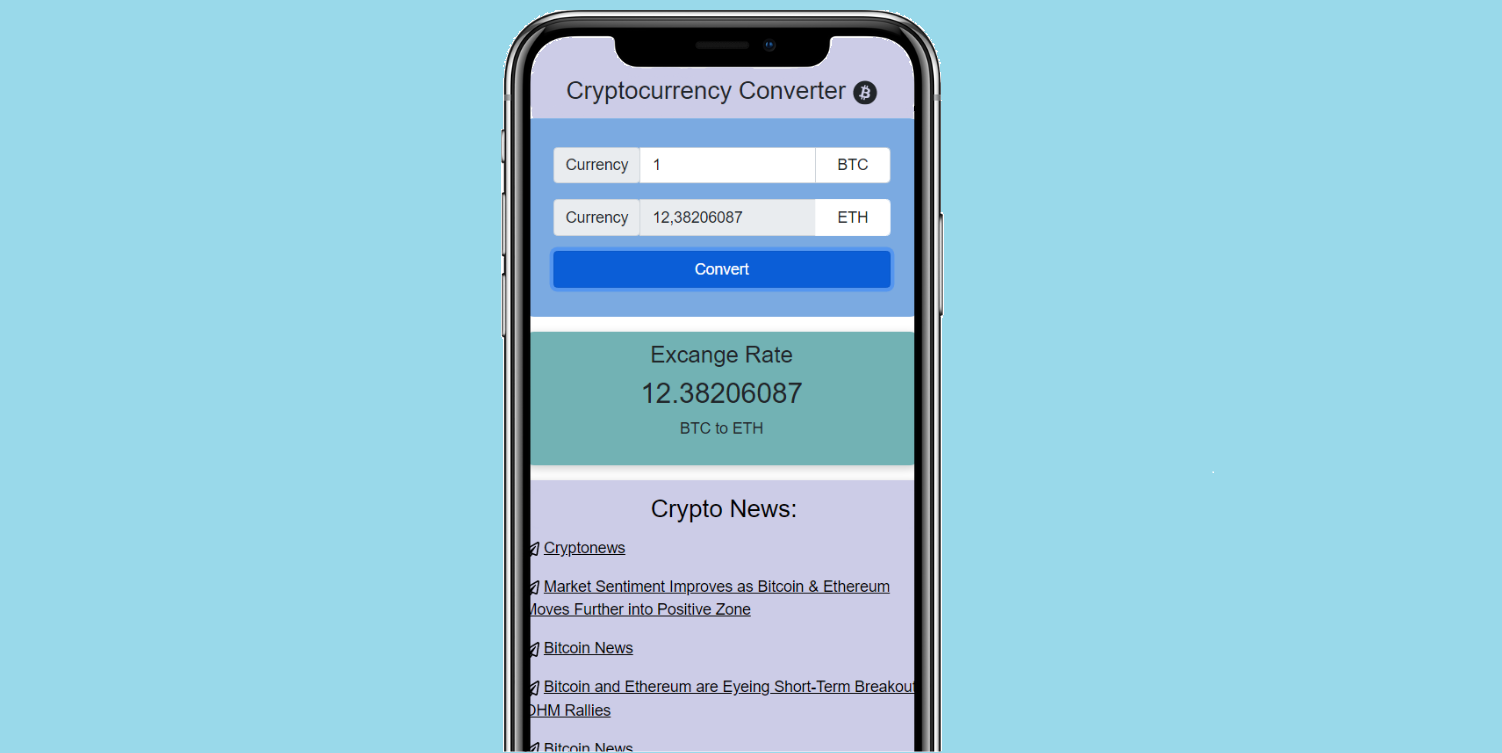 Cryptocurrency Converter
Currency 1 BTC
Currency 12,38206087 ETH
Convert
Excange Rate
12.38206087
BTC to ETH
Crypto News:
Cryptonews
Market Sentiment Improves as Bitcoin & Ethereum
Moves Further into Positive Zone
Bitcoin News
Bitcoin and Ethereum are Eyeing Short-Term Breakout
OHM Rallies
Bitcoin News